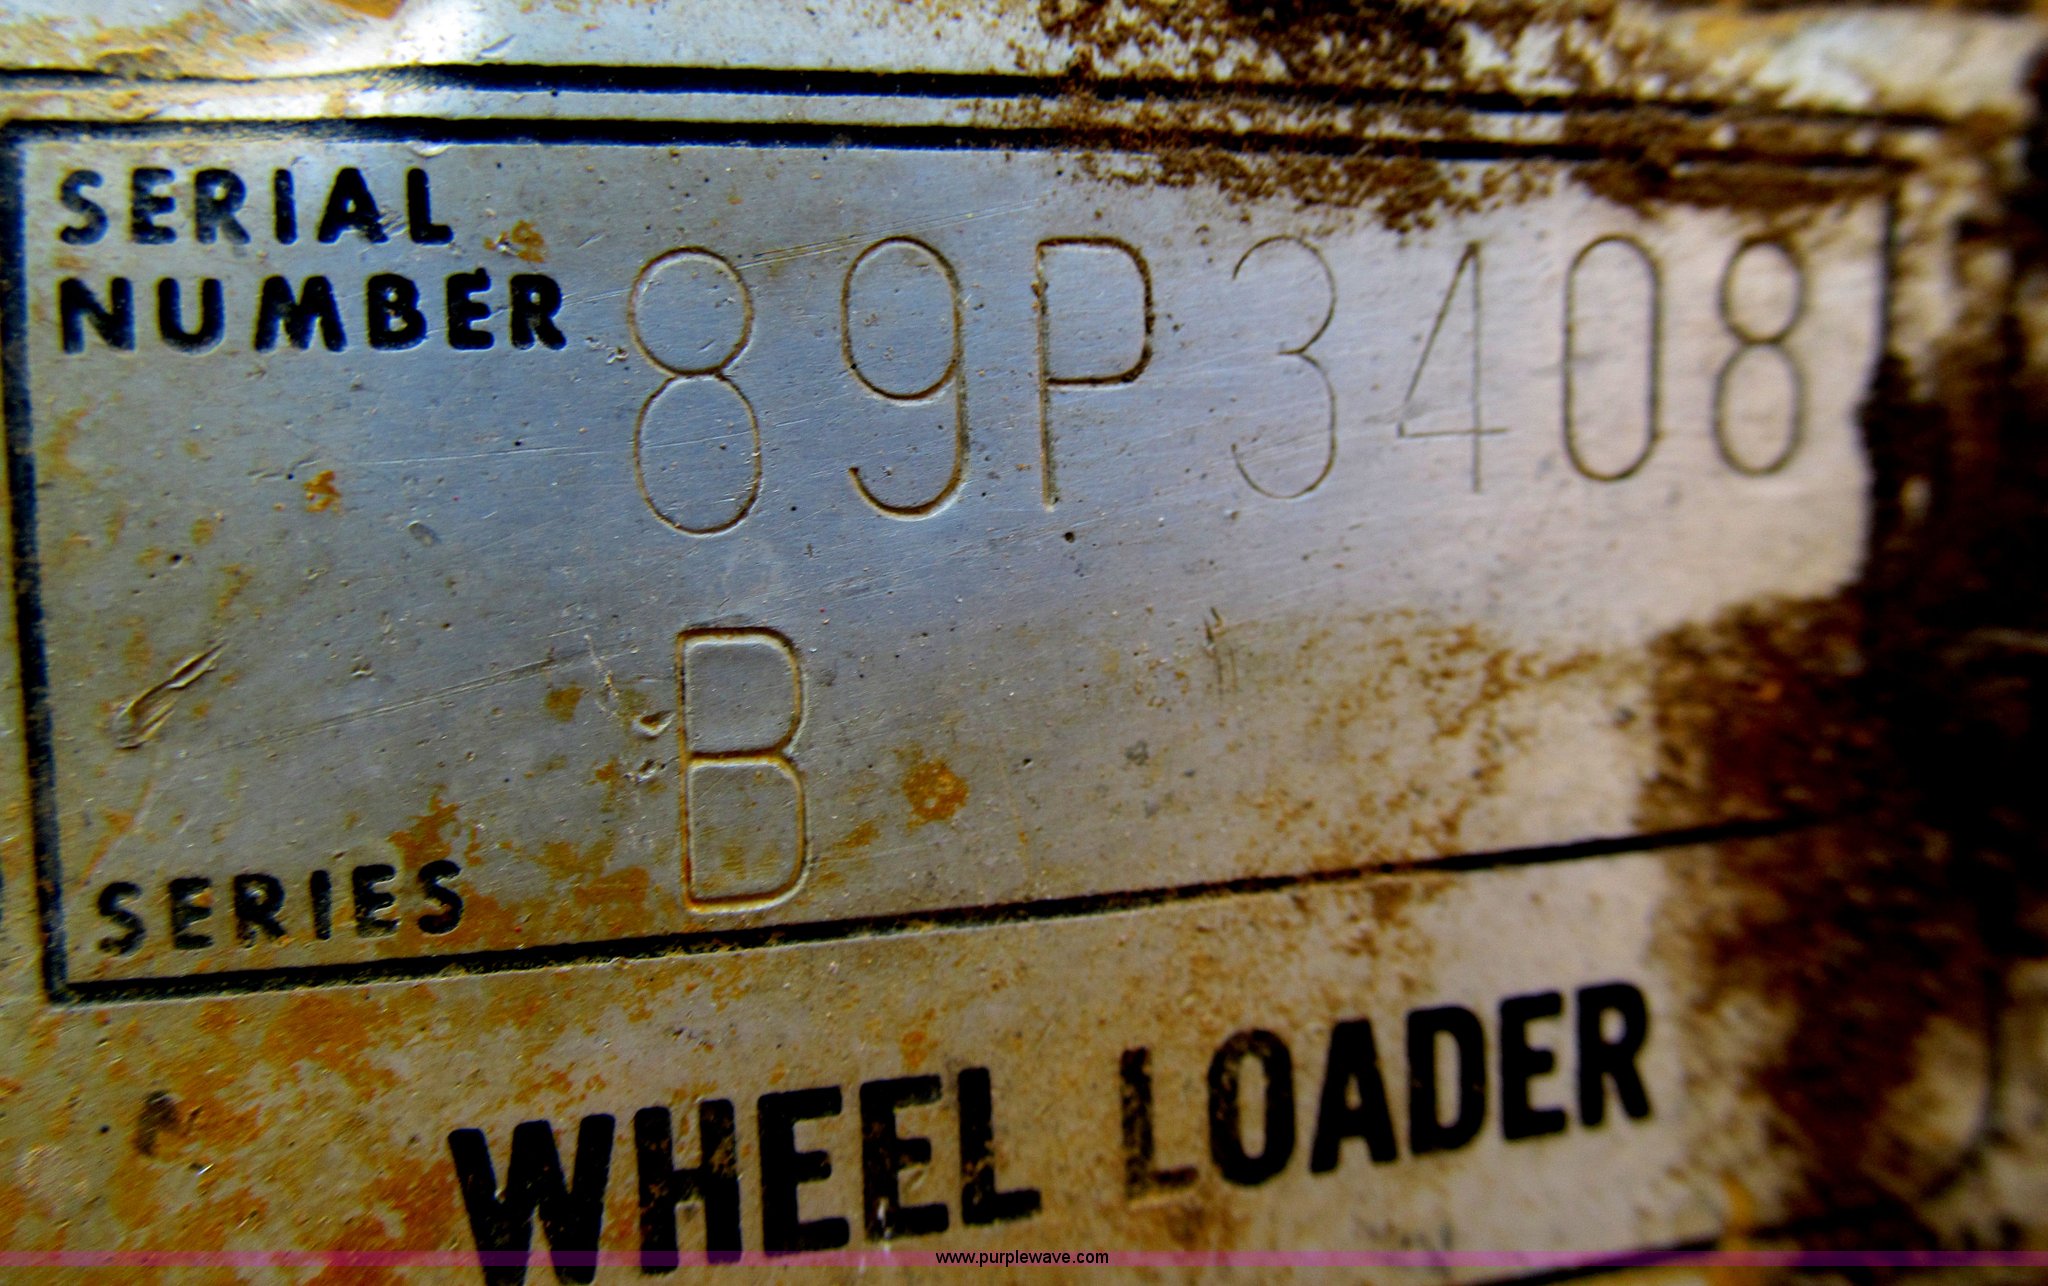 SERIAL
NUMBER 89P3408
SERIES B
WHEEL LOADER
www.purplewave.com